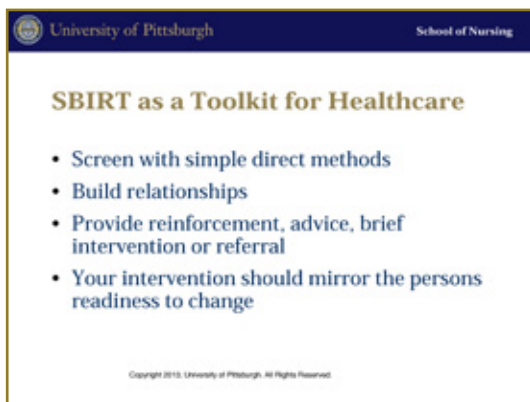 University of Pittsburgh
School of Nursing
SBIRT as a Toolkit for Healthcare
• Screen with simple direct methods
• Build relationships
• Provide reinforcement, advice, brief
intervention or referral
• Your intervention should mirror the persons
readiness to change
Copyright 2013, University of Pittsburgh. All Rights Reserved.